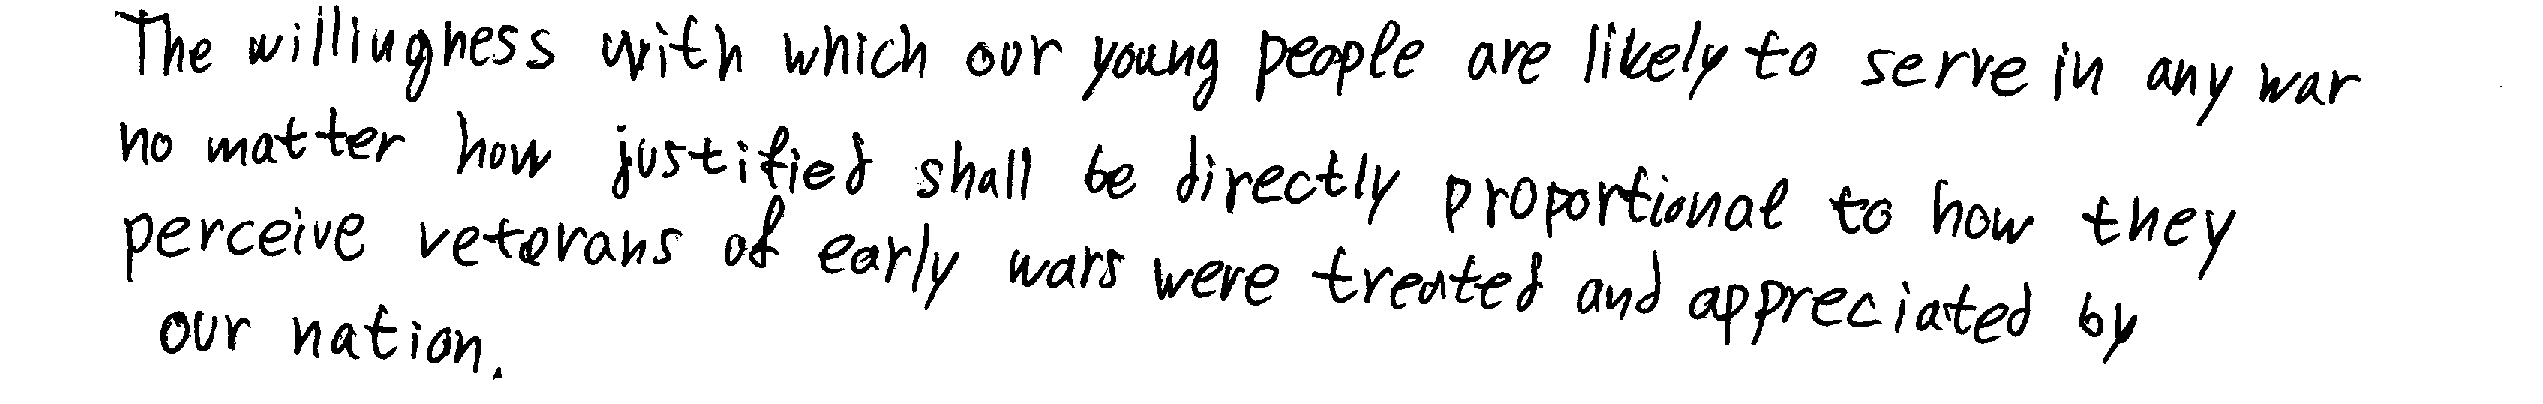 The willingness with which our young people are likely to serve in any war
no matter how justified shall be directly proportional to how they
perceive veterans of early wars were treated and appreciated by
our nation.